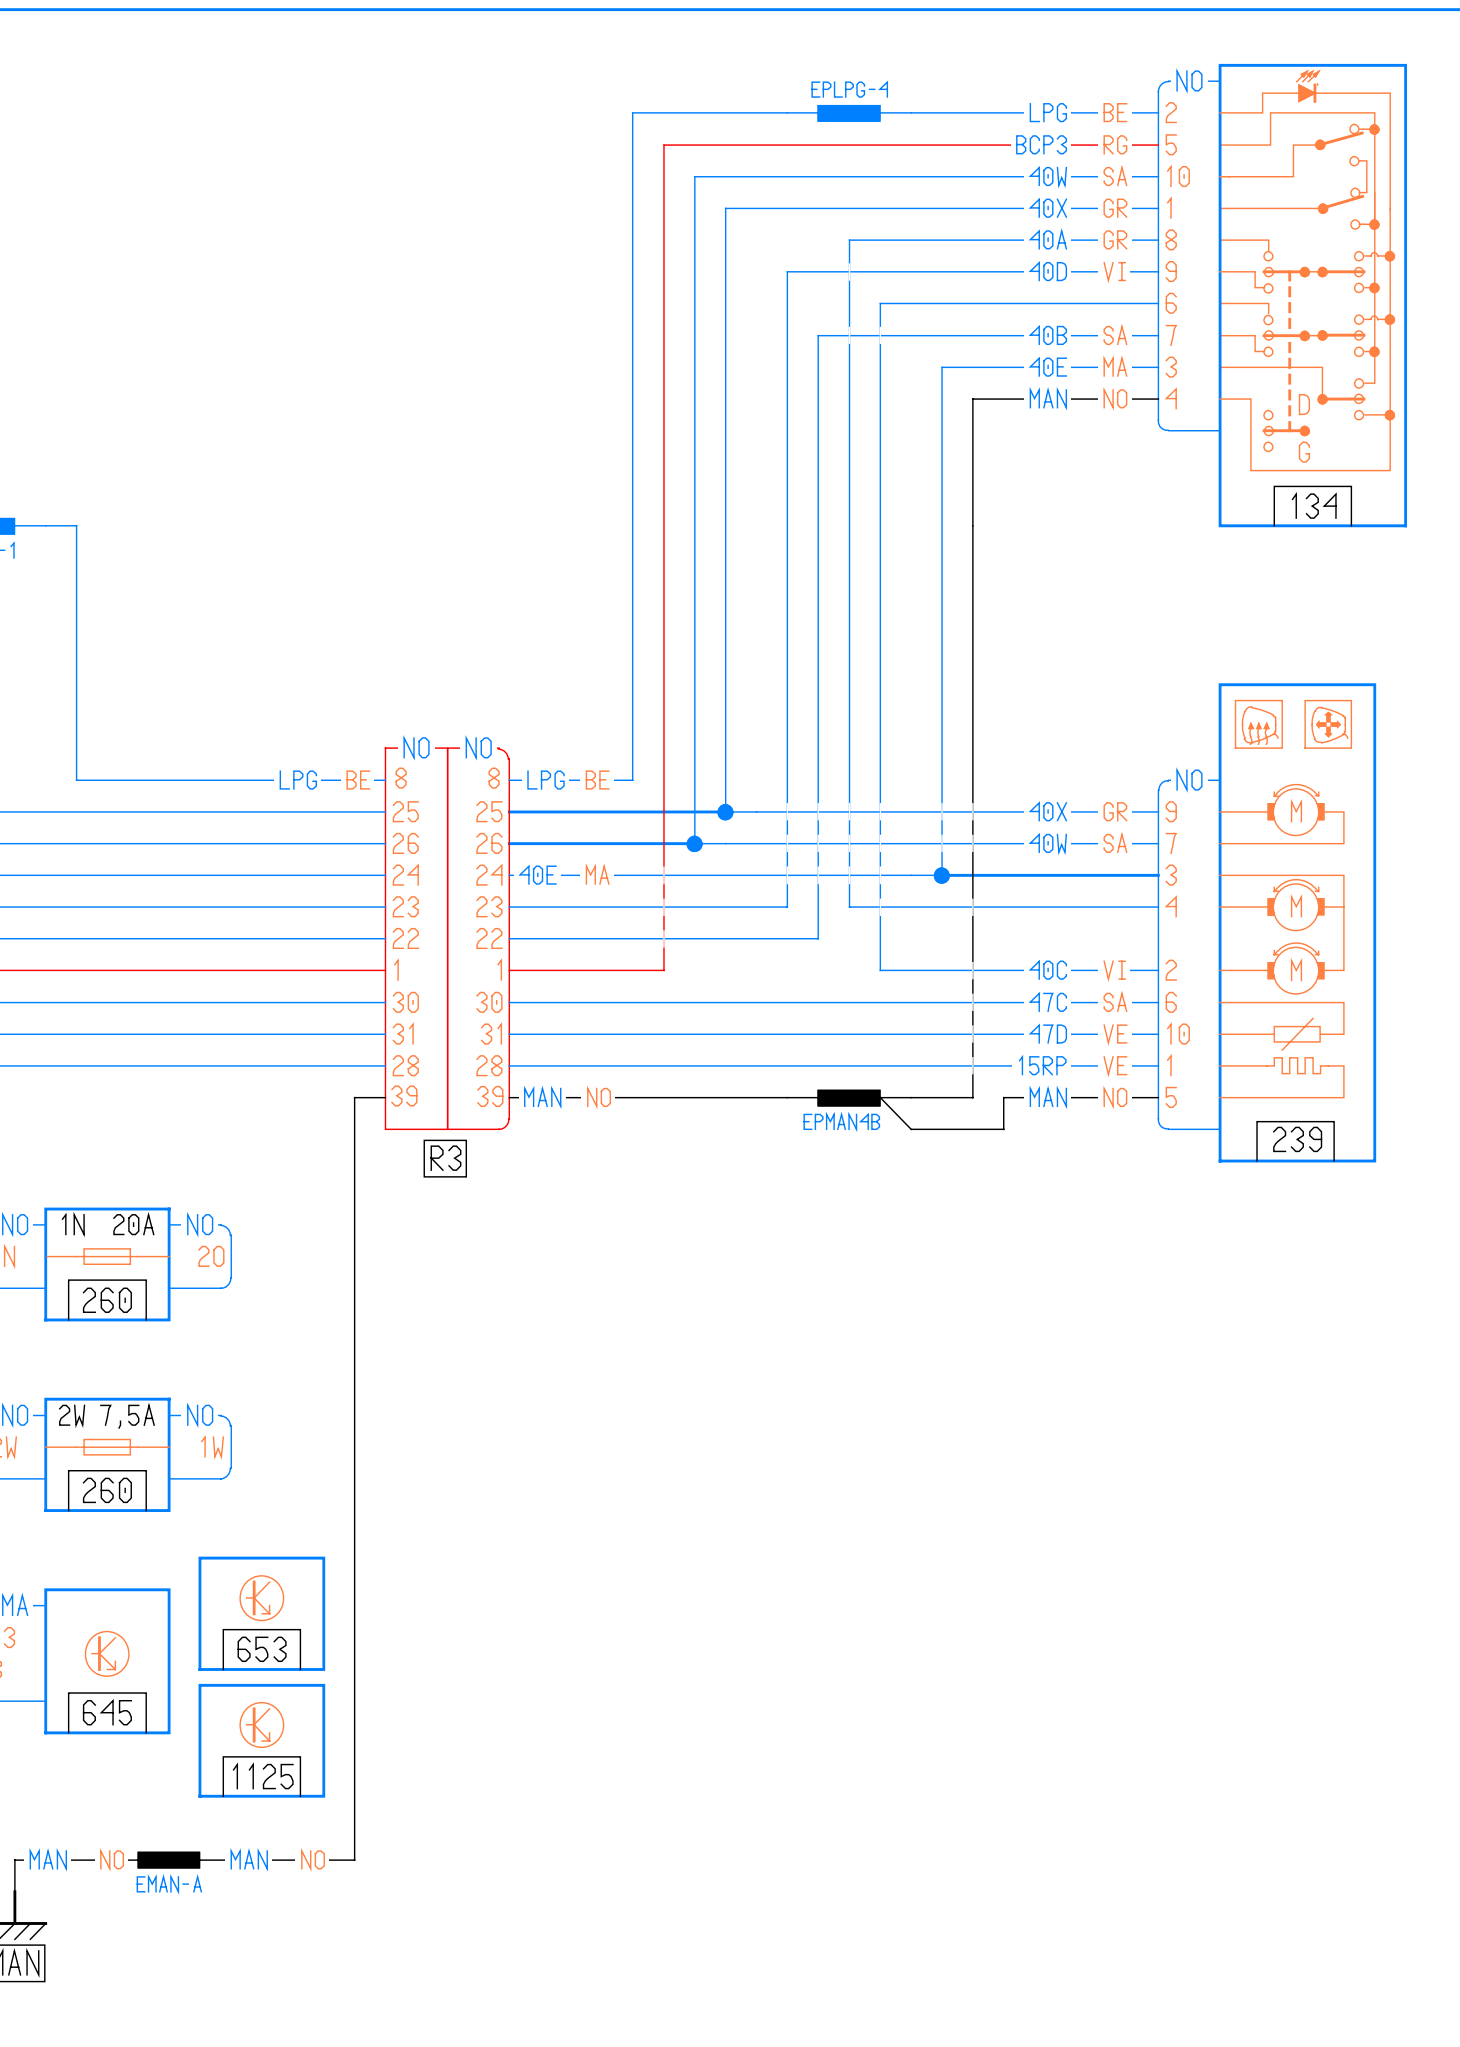 EPLPG-4
NO
LPG BE 2
BCP3 RG 5
40W SA 10
40X GR 1
40A GR 8
40D VI 9
6
40B SA 7
40E MA 3
MAN NO 4
D
G
134
-1
NO NO
LPG BE 8 8 LPG BE
25 25
26 26
24 24 40E MA
23 23
22 22
1 1
30 30
31 31
28 28
39 39 MAN NO
R3
EPMAN4B
NO
40X GR 9
40W SA 7
3
4
40C VI 2
47C SA 6
47D VE 10
15RP VE 1
MAN NO 5
M
M
M
239
NO 1N 20A NO
N 20
260
NO 2W 7,5A NO
2W 1W
260
MA
3
645
653
1125
MAN NO MAN NO
EMAN-A
MAN